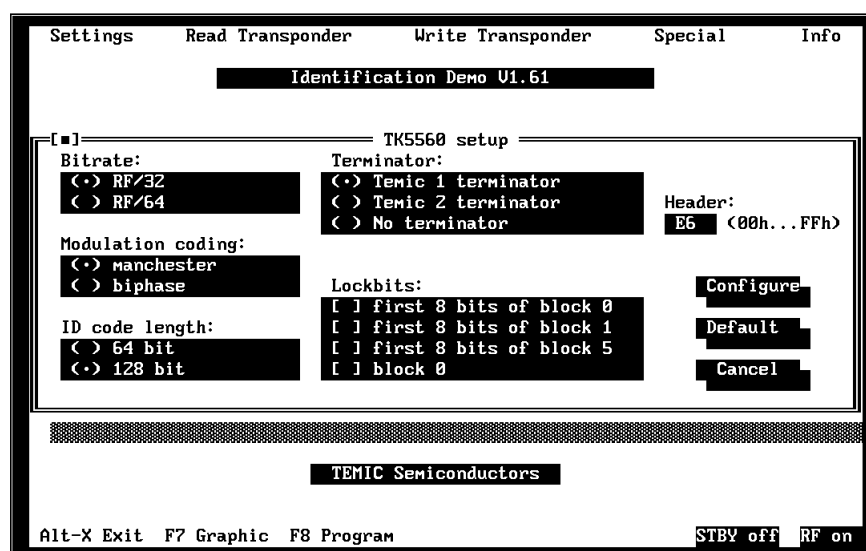 Settings Read Transponder Write Transponder Special Info
Identification Demo V1.61
[■] TK5560 setup
Bitrate:
(·) RF/32
( ) RF/64
Terminator:
(·) Temic 1 terminator
( ) Temic 2 terminator
( ) No terminator
Header:
E6 (00h...FFh)
Modulation coding:
(·) manchester
( ) biphase
Lockbits:
[ ] first 8 bits of block 0
[ ] first 8 bits of block 1
[ ] first 8 bits of block 5
[ ] block 0
ID code length:
( ) 64 bit
(·) 128 bit
Configure
Default
Cancel
TEMIC Semiconductors
Alt-X Exit F7 Graphic F8 Program STBY off RF on